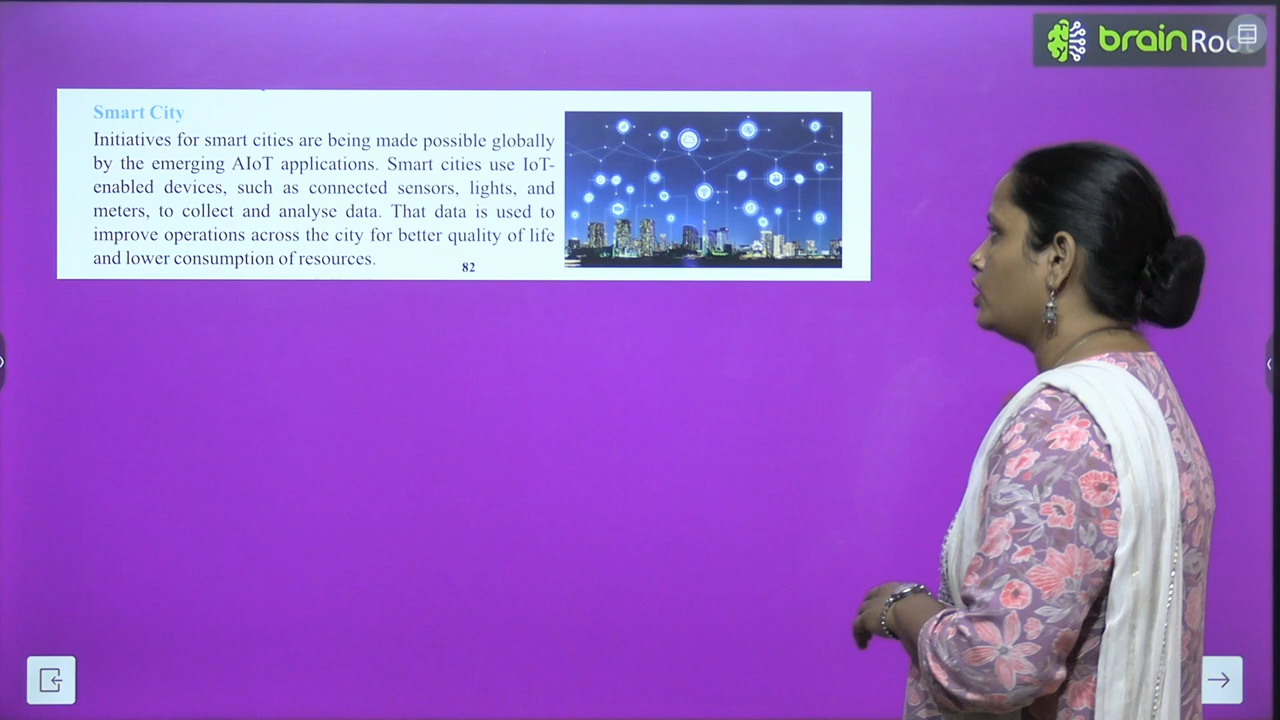 brainRoot
Smart City
Initiatives for smart cities are being made possible globally
by the emerging AIoT applications. Smart cities use IoT-
enabled devices, such as connected sensors, lights, and
meters, to collect and analyse data. That data is used to
improve operations across the city for better quality of life
and lower consumption of resources.
82